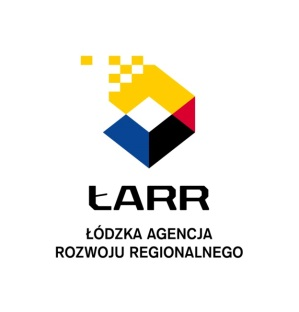 ŁARR
ŁÓDZKA AGENCJA
ROZWOJU REGIONALNEGO